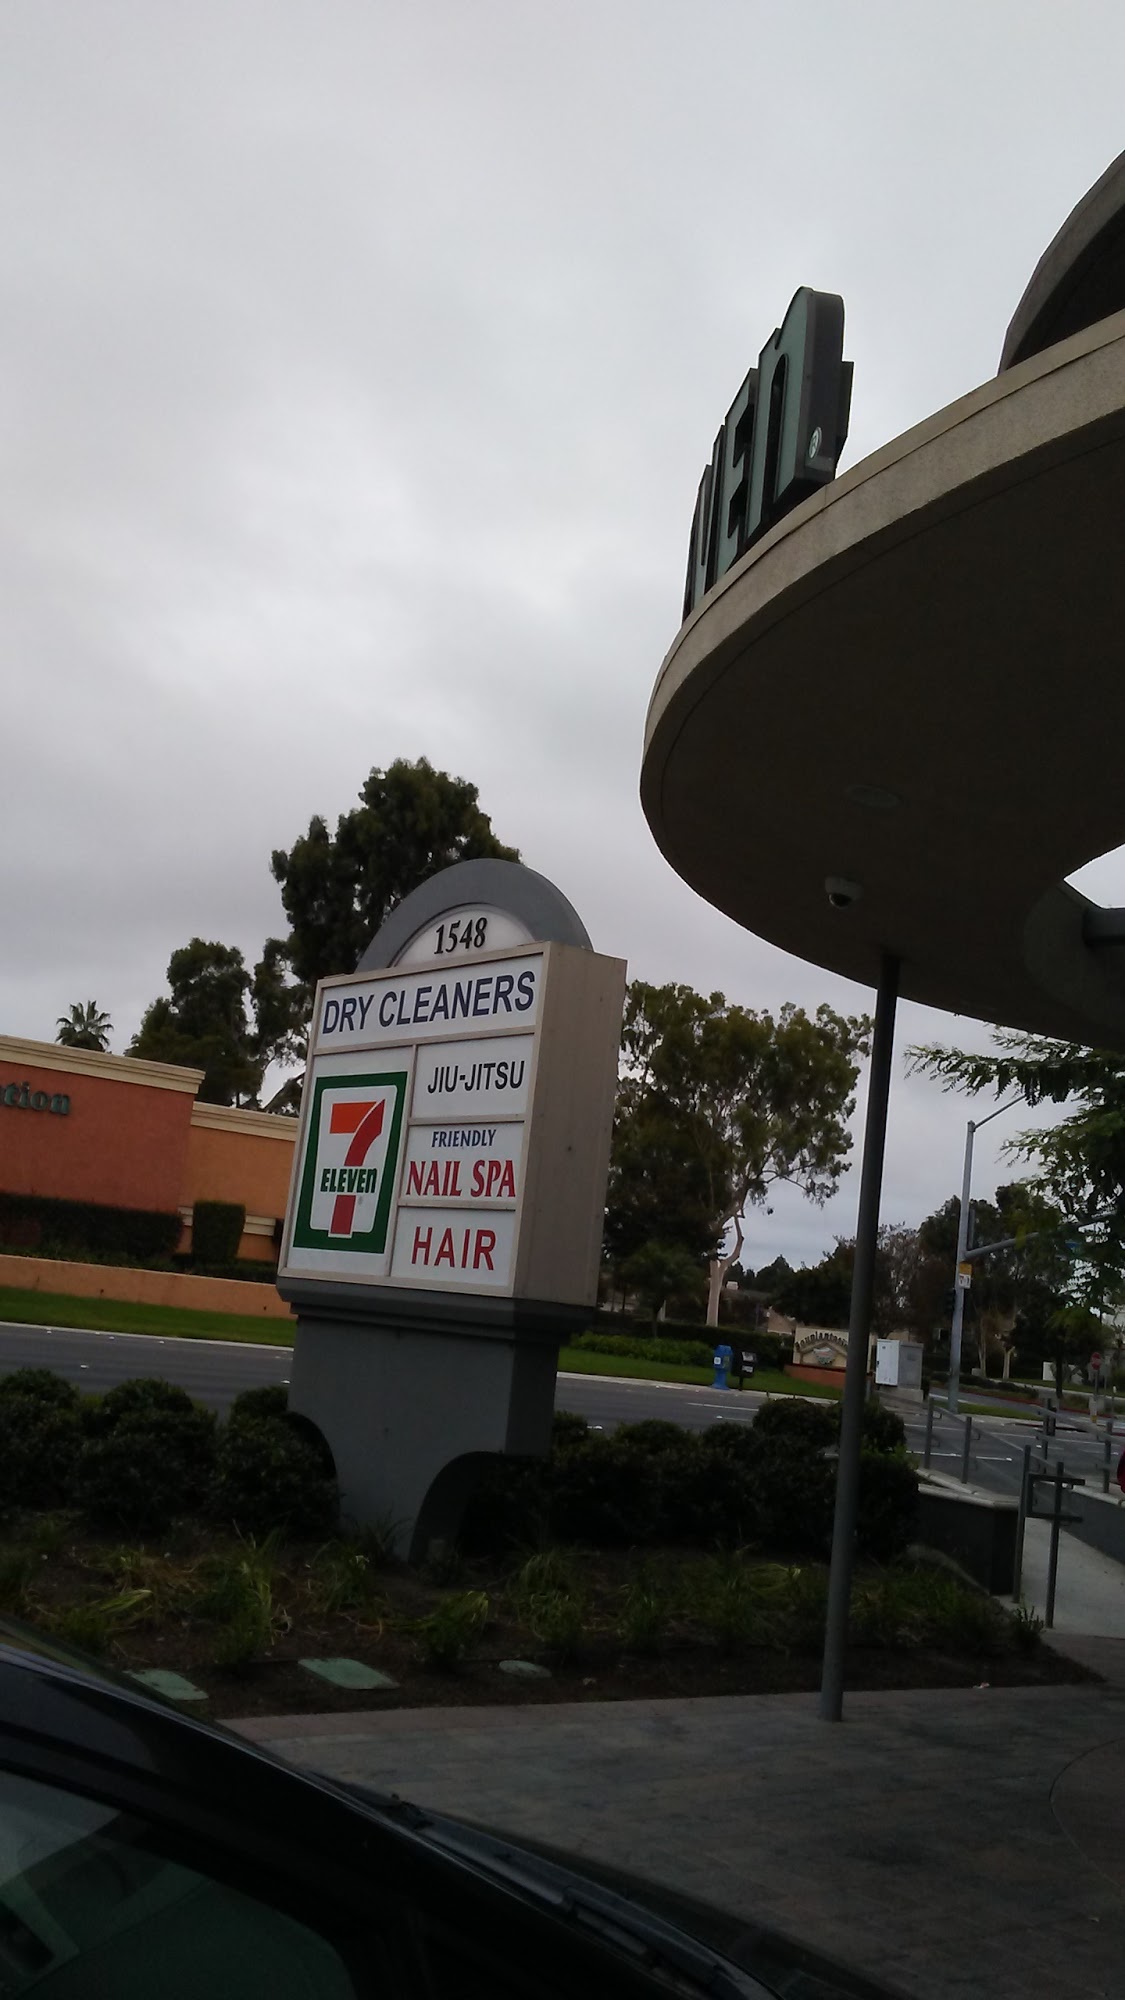 1548
DRY CLEANERS
7
ELEVEN
JIU-JITSU
FRIENDLY
NAIL SPA
HAIR